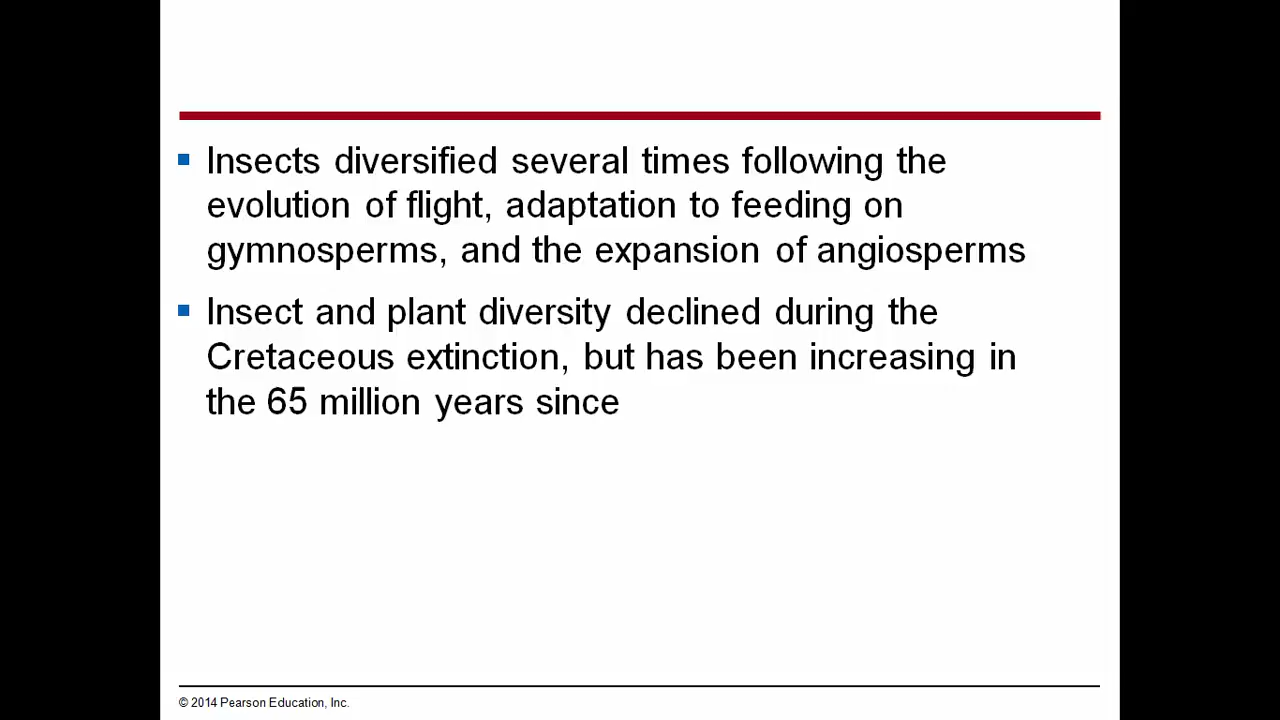 Insects diversified several times following the
evolution of flight, adaptation to feeding on
gymnosperms, and the expansion of angiosperms
Insect and plant diversity declined during the
Cretaceous extinction, but has been increasing in
the 65 million years since
© 2014 Pearson Education, Inc.